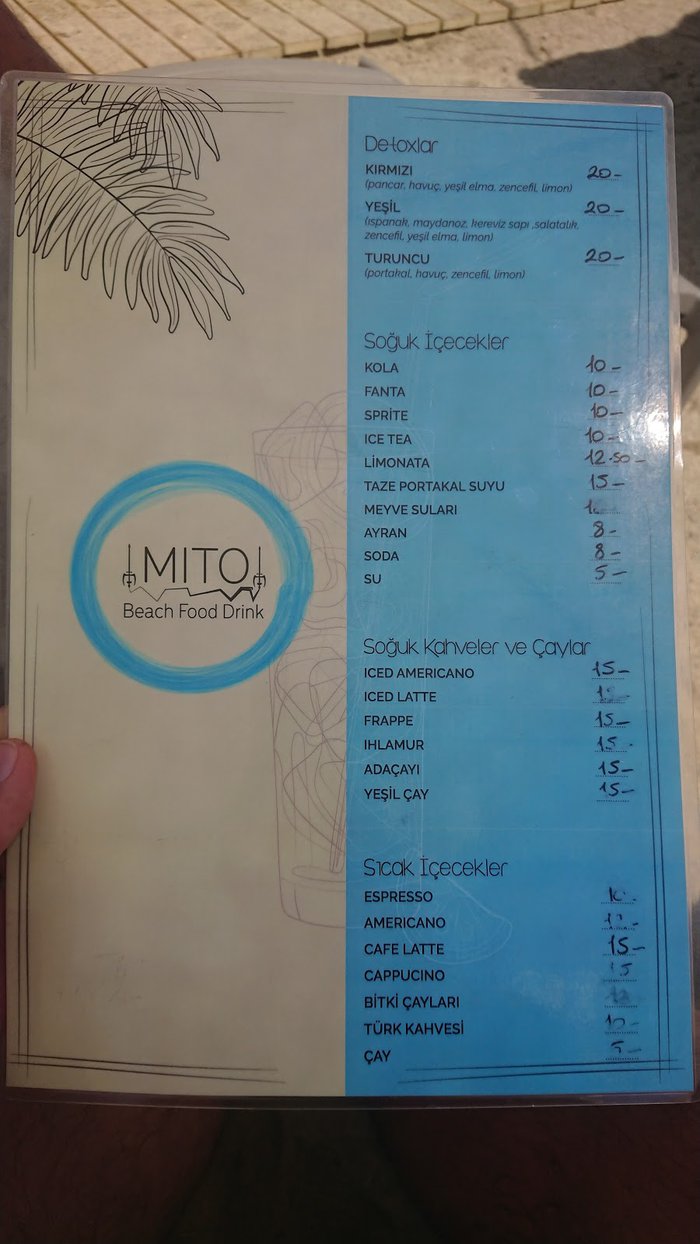 MITO
Beach Food Drink
Detoxlar
KIRMIZI 20-
(pancar, havuç, yeşil elma, zencefil, limon)
YEŞİL 20-
(ıspanak, maydanoz, kereviz sapı ,salatalık,
zencefil, yeşil elma, limon)
TURUNCU 20-
(portakal, havuç, zencefil, limon)
Soğuk İçecekler
KOLA 10-
FANTA 10-
SPRİTE 10-
ICE TEA 10-
LİMONATA 12.50-
TAZE PORTAKAL SUYU 15-
MEYVE SULARI
AYRAN 8-
SODA 8-
SU 5-
Soğuk Kahveler ve Çaylar
ICED AMERICANO 15-
ICED LATTE
FRAPPE 15-
IHLAMUR 15-
ADAÇAYI 15-
YEŞİL ÇAY 15-
Sıcak İçecekler
ESPRESSO
AMERICANO
CAFE LATTE 15-
CAPPUCINO 15
BİTKİ ÇAYLARI
TÜRK KAHVESİ 10-
ÇAY 5-